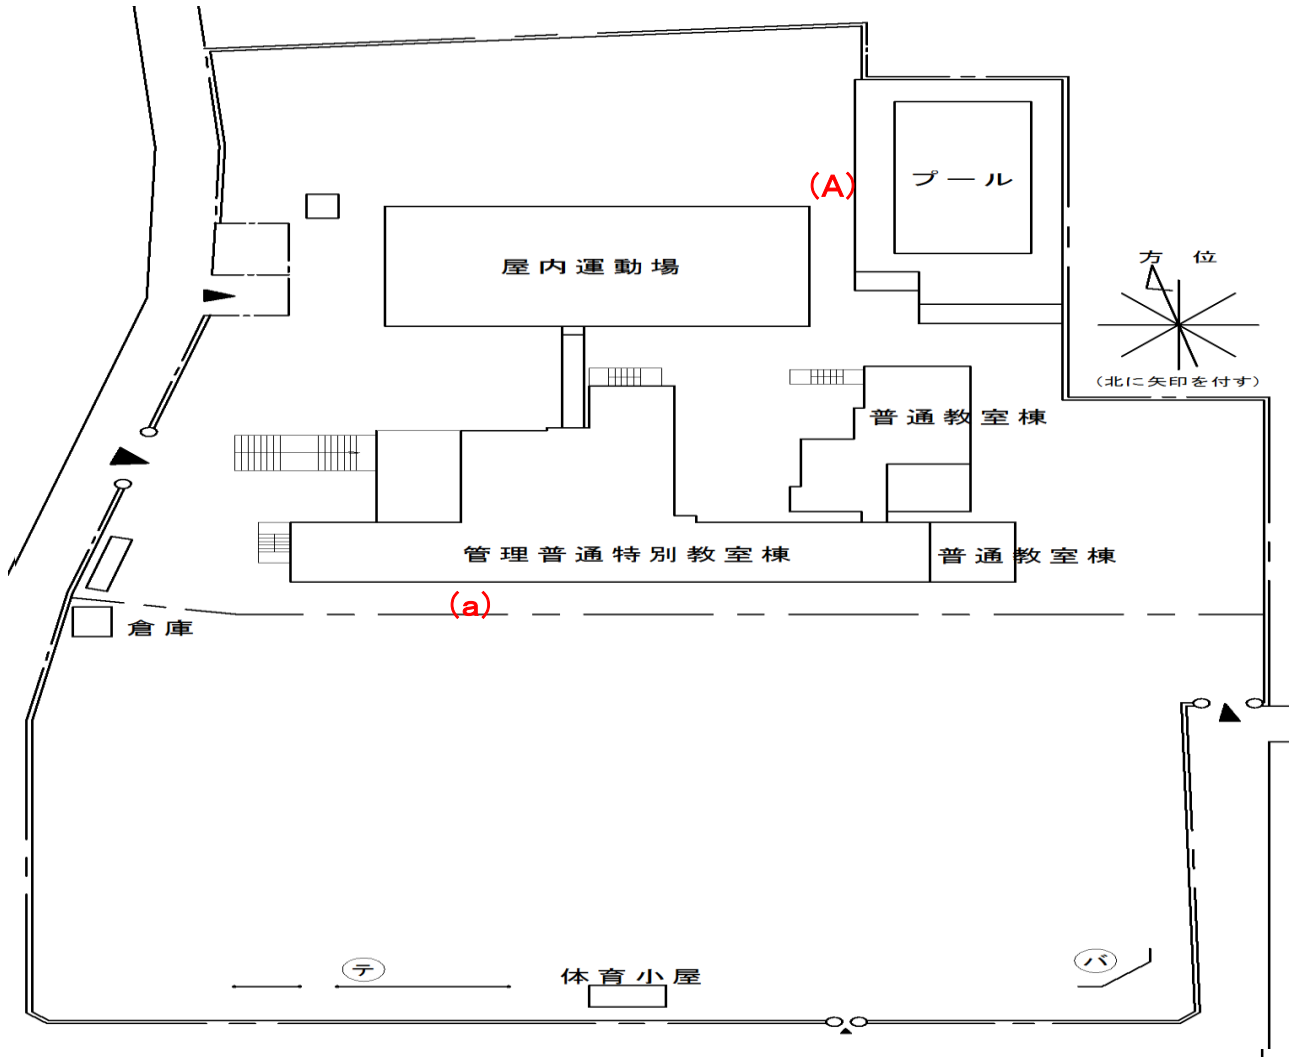 (A)
プール
方位
屋内運動場
(北に矢印を付す)
普通教室棟
管理普通特別教室棟
普通教室棟
(a)
倉庫
テ
体育小屋
バ